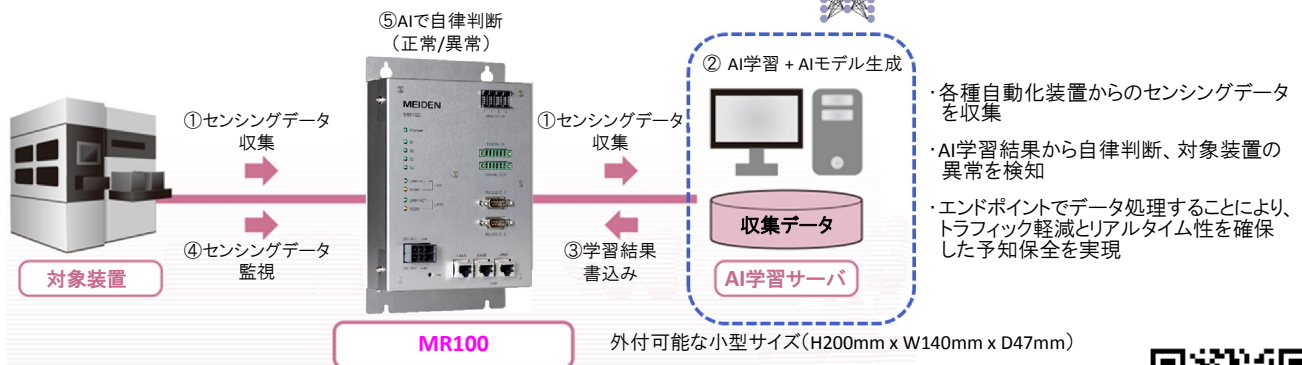 ⑤AIで自律判断
（正常/異常）
② AI学習 + AIモデル生成
MEIDEN
MR100
①センシングデータ
収集
①センシングデータ
収集
④センシングデータ
監視
③学習結果
書込み
収集データ
対象装置
AI学習サーバ
MR100
・各種自動化装置からのセンシングデータ
を収集
・AI学習結果から自律判断、対象装置の
異常を検知
・エンドポイントでデータ処理することにより、
トラフィック軽減とリアルタイム性を確保
した予知保全を実現
外付可能な小型サイズ（H200mm x W140mm x D47mm）